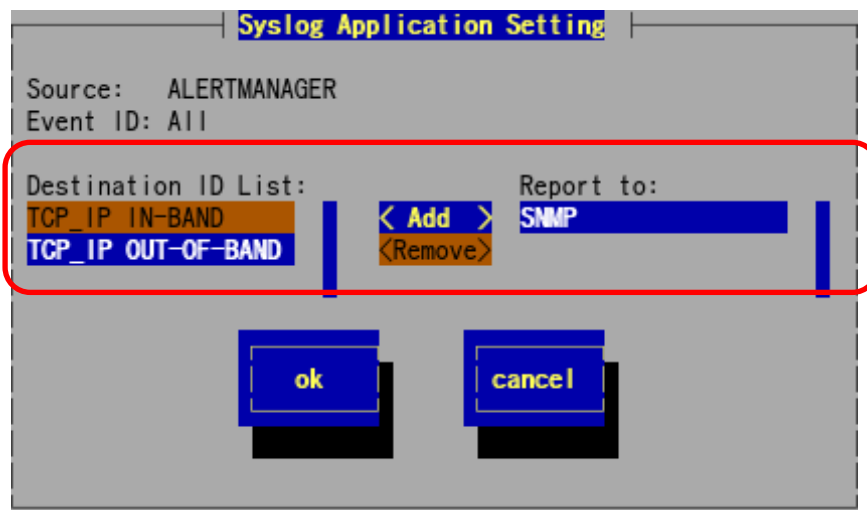 Syslog Application Setting
Source: ALERTMANAGER
Event ID: All
Destination ID List: Report to:
TCP_IP IN-BAND < Add > SNMP
TCP_IP OUT-OF-BAND <Remove>
ok cancel